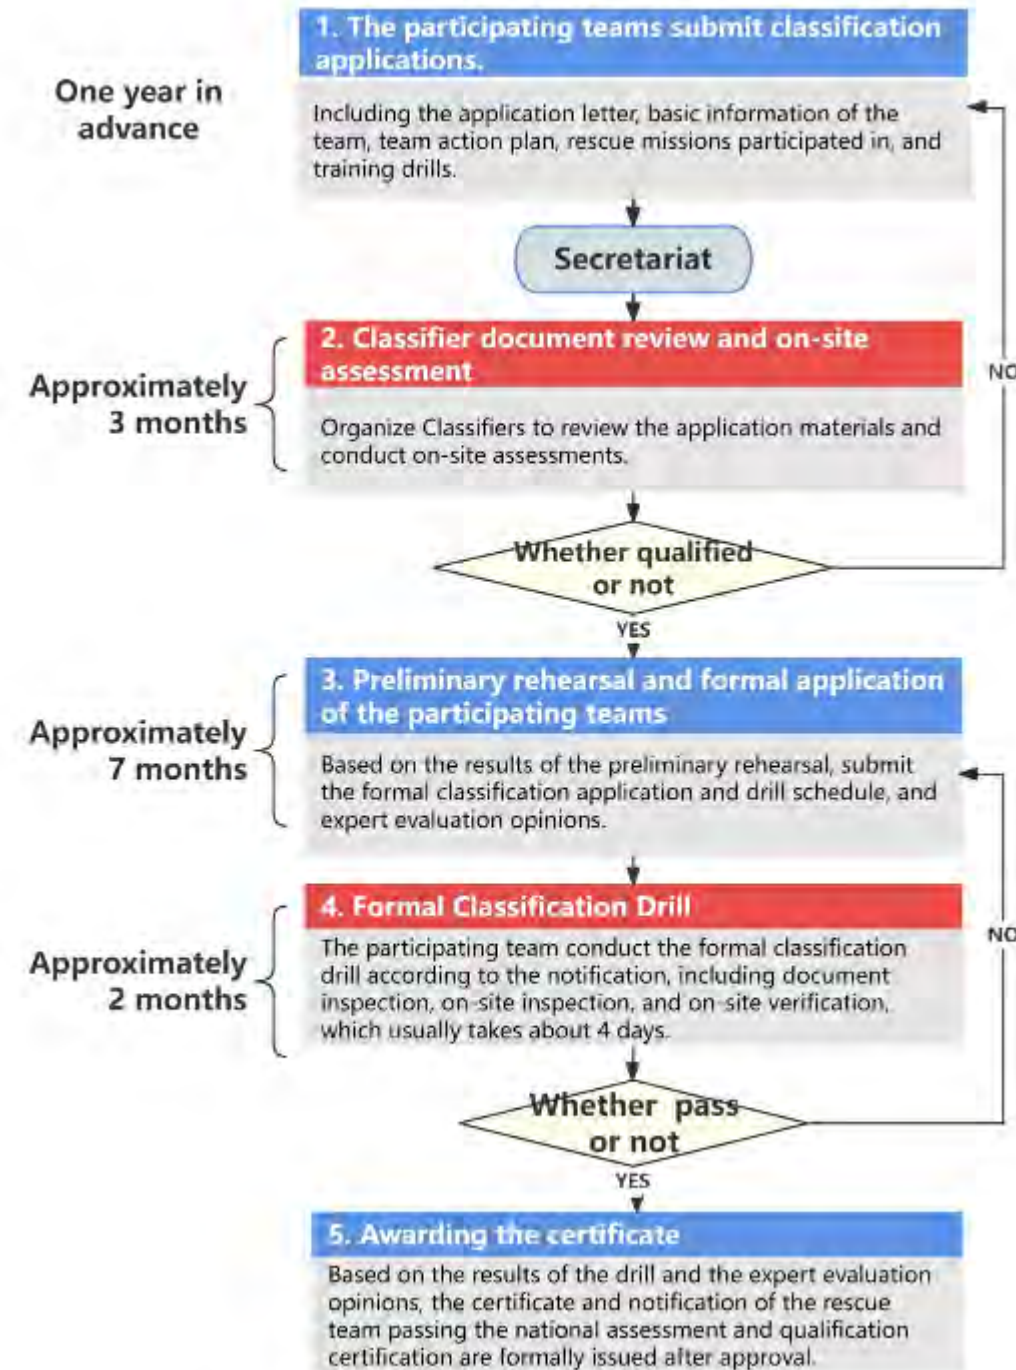 1. The participating teams submit classification
applications.
One year in
advance
Including the application letter, basic information of the
team, team action plan, rescue missions participated in, and
training drills.
Secretariat
2. Classifier document review and on-site
assessment
Approximately
3 months
Organize Classifiers to review the application materials and
conduct on-site assessments.
NO
Whether qualified
or not
YES
3. Preliminary rehearsal and formal application
of the participating teams
Approximately
7 months
Based on the results of the preliminary rehearsal, submit
the formal classification application and drill schedule, and
expert evaluation opinions.
4. Formal Classification Drill
NO
Approximately
2 months
The participating team conduct the formal classification
drill according to the notification, including document
inspection, on-site inspection, and on-site verification,
which usually takes about 4 days.
Whether pass
or not
YES
5. Awarding the certificate
Based on the results of the drill and the expert evaluation
opinions, the certificate and notification of the rescue
team passing the national assessment and qualification
certification are formally issued after approval.